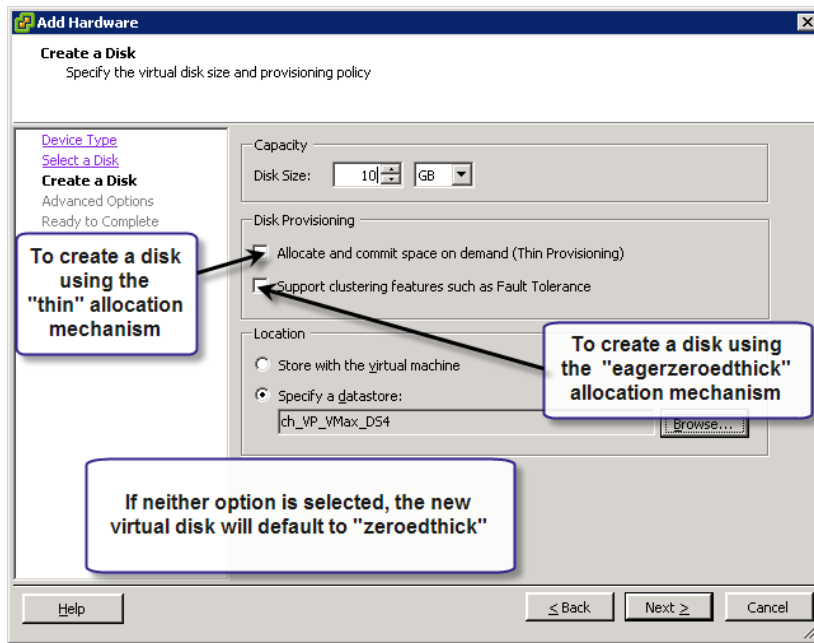 Add Hardware
Create a Disk
Specify the virtual disk size and provisioning policy
Device Type
Select a Disk
Create a Disk
Advanced Options
Ready to Complete
Capacity
Disk Size: 10 GB
Disk Provisioning
Allocate and commit space on demand (Thin Provisioning)
Support clustering features such as Fault Tolerance
To create a disk
using the
"thin" allocation
mechanism
Location
Store with the virtual machine
Specify a datastore:
ch_VP_VMax_DS4
Browse...
To create a disk using
the "eagerzeroedthick"
allocation mechanism
If neither option is selected, the new
virtual disk will default to "zeroedthick"
Help
< Back
Next >
Cancel